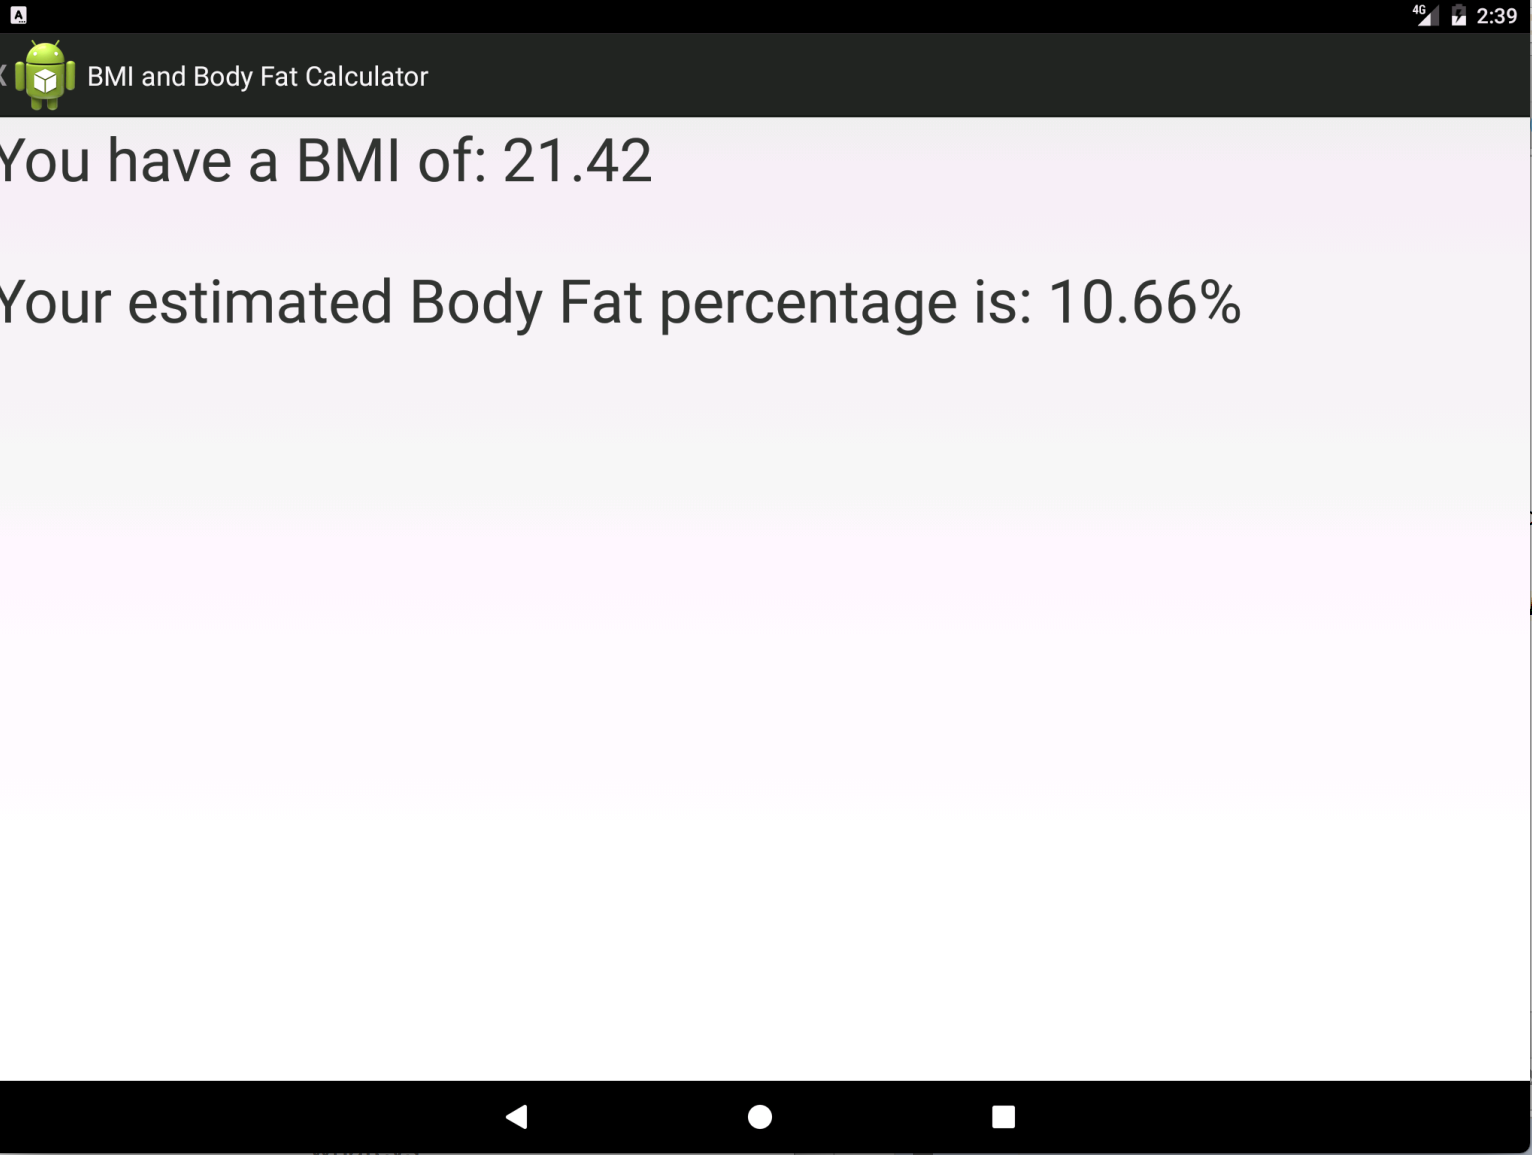 A
4G
2:39
BMI and Body Fat Calculator
You have a BMI of: 21.42
Your estimated Body Fat percentage is: 10.66%